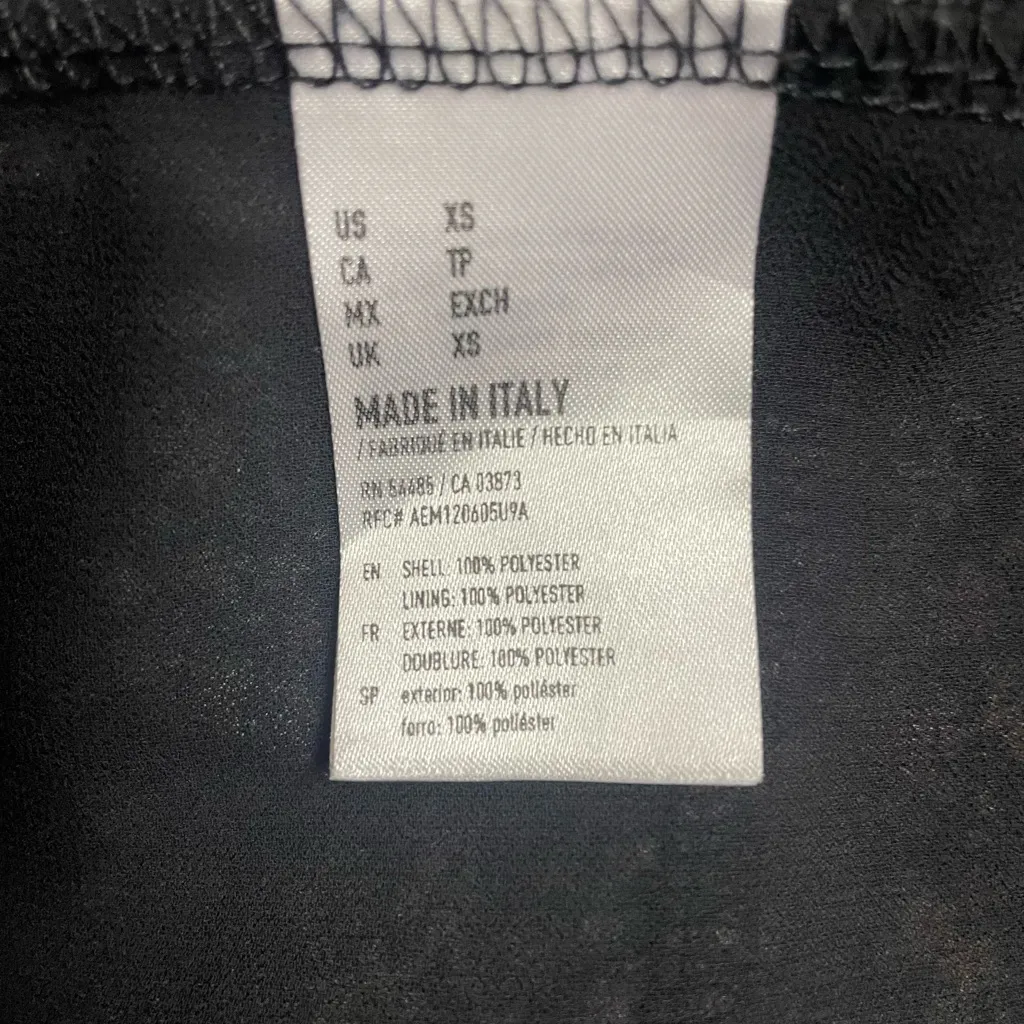 US XS
CA TP
MX EXCH
UK XS
MADE IN ITALY
/ FABRIQUÉ EN ITALIE / HECHO EN ITALIA
RN 54485 / CA 03873
RFC# AEM120605U9A
EN SHELL: 100% POLYESTER
LINING: 100% POLYESTER
FR EXTERNE: 100% POLYESTER
DOUBLURE: 100% POLYESTER
SP exterior: 100% poliéster
forro: 100% poliéster